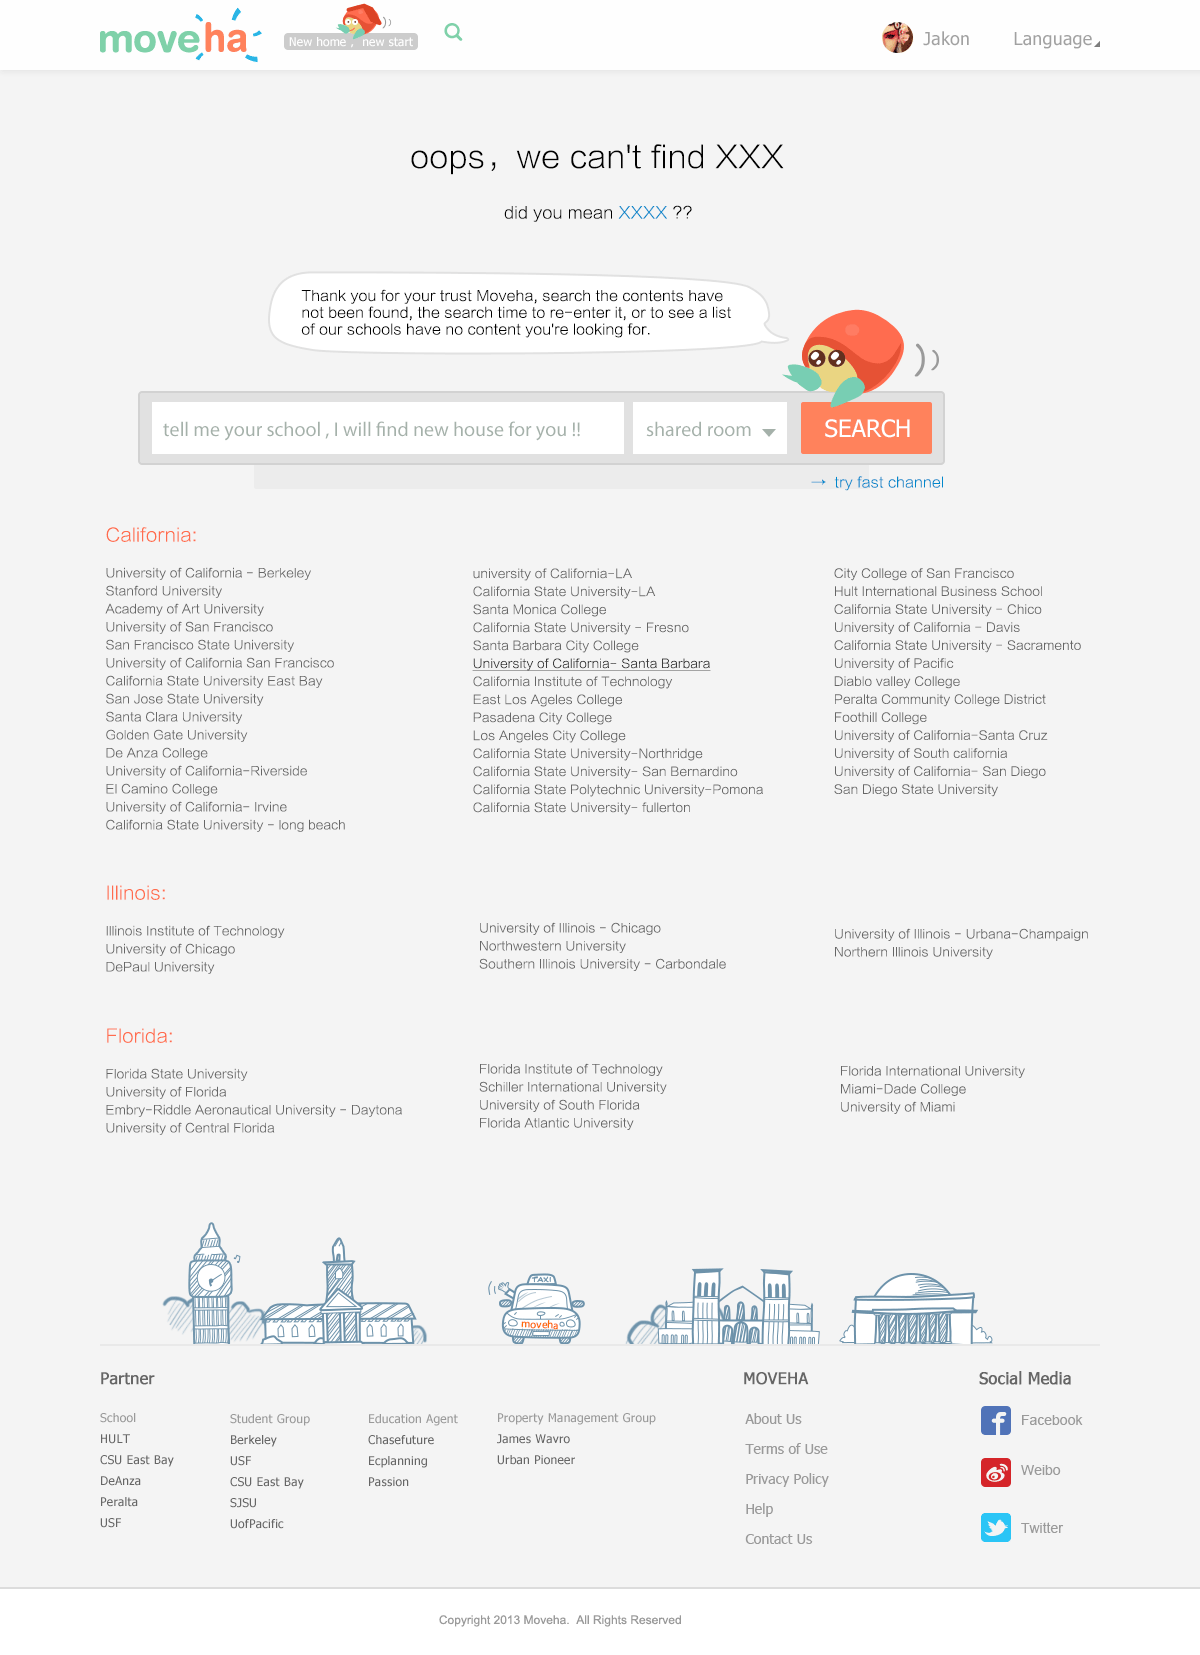 moveha
New home ,  new start
Jakon
Language
oops，we can't find XXX
did you mean XXXX ??
Thank you for your trust Moveha, search the contents have
not been found, the search time to re-enter it, or to see a list
of our schools have no content you're looking for.
tell me your school , I will find new house for you !!
shared room
SEARCH
→ try fast channel
California:
University of California - Berkeley
Stanford University
Academy of Art University
University of San Francisco
San Francisco State University
University of California San Francisco
California State University East Bay
San Jose State University
Santa Clara University
Golden Gate University
De Anza College
University of California-Riverside
El Camino College
University of California- Irvine
California State University - long beach
university of California-LA
California State University-LA
Santa Monica College
California State University - Fresno
Santa Barbara City College
University of California- Santa Barbara
California Institute of Technology
East Los Ageles College
Pasadena City College
Los Angeles City College
California State University-Northridge
California State University- San Bernardino
California State Polytechnic University-Pomona
California State University- fullerton
City College of San Francisco
Hult International Business School
California State University - Chico
University of California - Davis
California State University - Sacramento
University of Pacific
Diablo valley College
Peralta Community College District
Foothill College
University of California-Santa Cruz
University of South california
University of California- San Diego
San Diego State University
Illinois:
Illinois Institute of Technology
University of Chicago
DePaul University
University of Illinois - Chicago
Northwestern University
Southern Illinois University - Carbondale
University of Illinois - Urbana-Champaign
Northern Illinois University
Florida:
Florida State University
University of Florida
Embry-Riddle Aeronautical University - Daytona
University of Central Florida
Florida Institute of Technology
Schiller International University
University of South Florida
Florida Atlantic University
Florida International University
Miami-Dade College
University of Miami
TAXI
moveha
Partner
School
HULT
CSU East Bay
DeAnza
Peralta
USF
Student Group
Berkeley
USF
CSU East Bay
SJSU
UofPacific
Education Agent
Chasefuture
Ecplanning
Passion
Property Management Group
James Wavro
Urban Pioneer
MOVEHA
About Us
Terms of Use
Privacy Policy
Help
Contact Us
Social Media
Facebook
Weibo
Twitter
Copyright 2013 Moveha.  All Rights Reserved